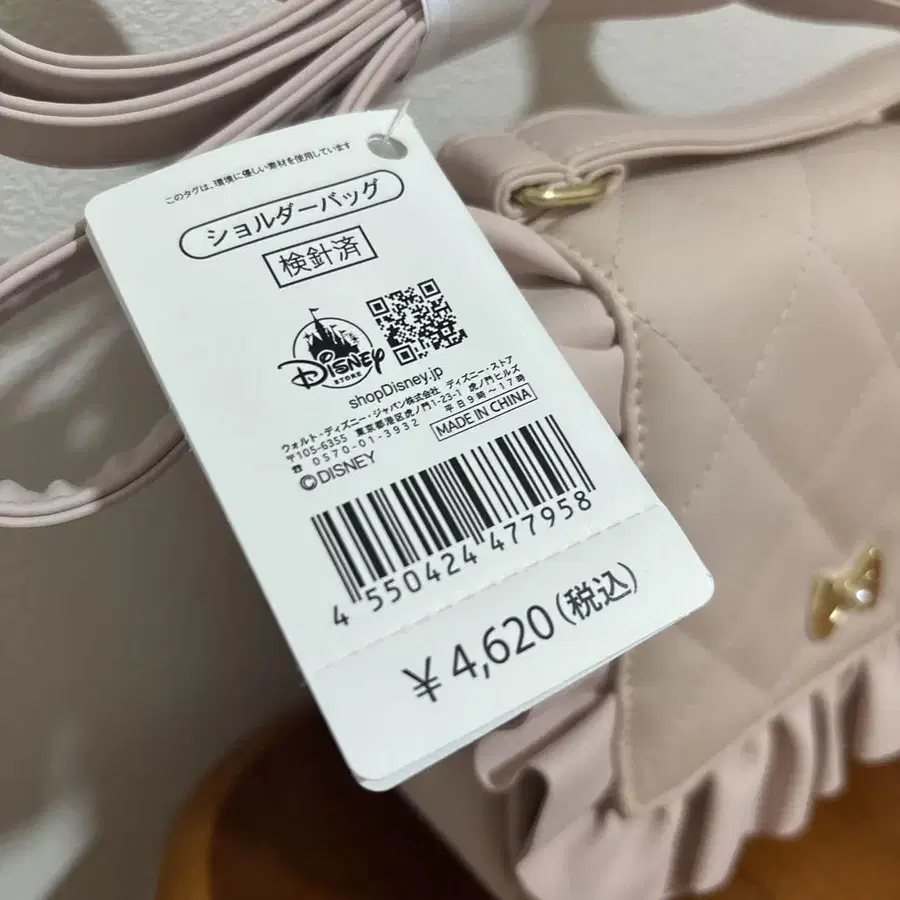 このタグは、環境に優しい素材を使用しています
ショルダーバッグ
検針済
Disney
STORE
shopDisney.jp
ウォルト・ディズニー・ジャパン株式会社 ディズニーストア
〒105-6355 東京都港区虎ノ門1-23-1 虎ノ門ヒルズ
☎ 0570-01-3932 平日9時~17時
©DISNEY
MADE IN CHINA
4 550424 477958
¥4,620(税込)